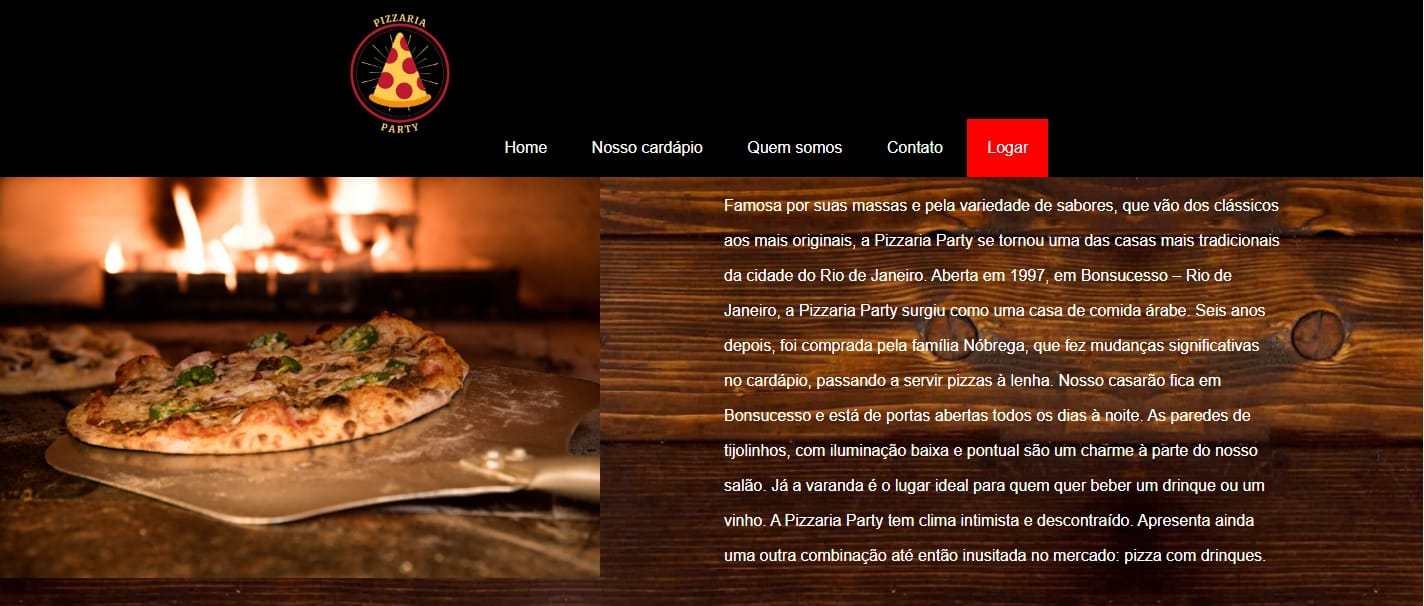 PIZZARIA
PARTY
Home Nosso cardápio Quem somos Contato Logar
Famosa por suas massas e pela variedade de sabores, que vão dos clássicos
aos mais originais, a Pizzaria Party se tornou uma das casas mais tradicionais
da cidade do Rio de Janeiro. Aberta em 1997, em Bonsucesso – Rio de
Janeiro, a Pizzaria Party surgiu como uma casa de comida árabe. Seis anos
depois, foi comprada pela família Nóbrega, que fez mudanças significativas
no cardápio, passando a servir pizzas à lenha. Nosso casarão fica em
Bonsucesso e está de portas abertas todos os dias à noite. As paredes de
tijolinhos, com iluminação baixa e pontual são um charme à parte do nosso
salão. Já a varanda é o lugar ideal para quem quer beber um drinque ou um
vinho. A Pizzaria Party tem clima intimista e descontraído. Apresenta ainda
uma outra combinação até então inusitada no mercado: pizza com drinques.